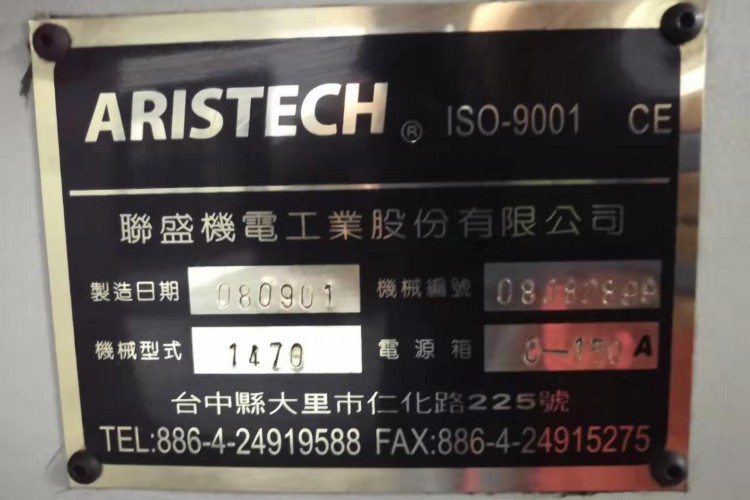 ARISTECH ® ISO-9001 CE
聯盛機電工業股份有限公司
製造日期 080901 機械編號
機械型式 1470 電源箱 C-150 A
台中縣大里市仁化路225號
TEL:886-4-24919588 FAX:886-4-24915275